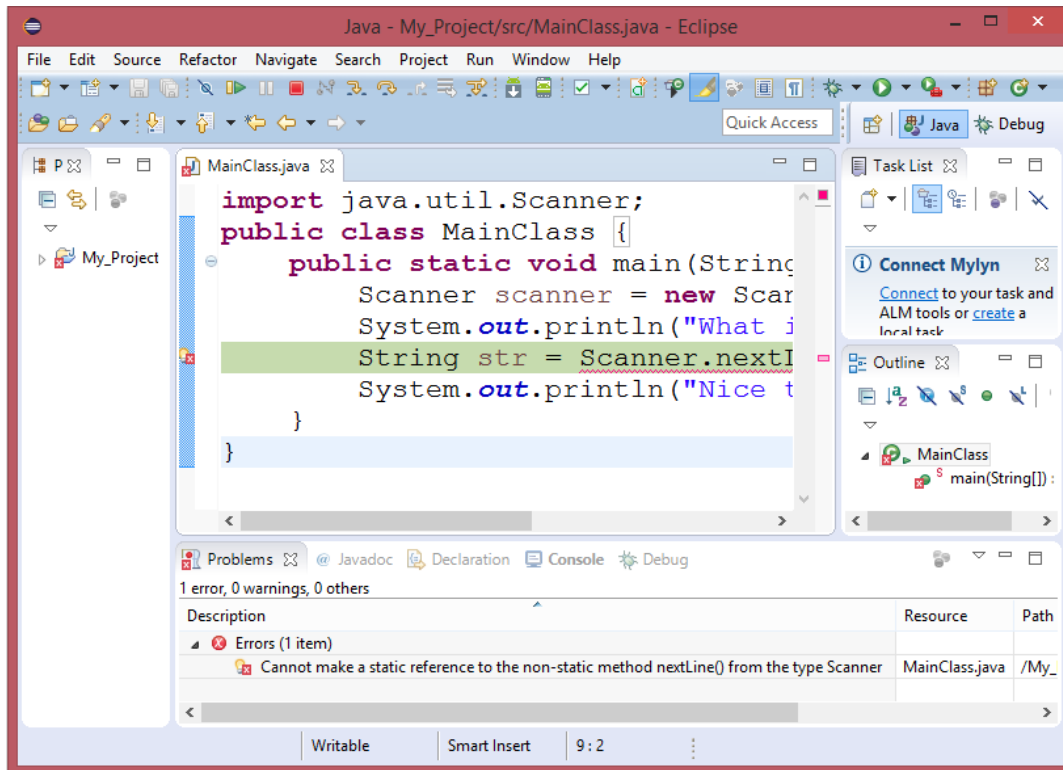 Java - My_Project/src/MainClass.java - Eclipse
File Edit Source Refactor Navigate Search Project Run Window Help
Quick Access
Java
Debug
P
MainClass.java
Task List
My_Project
import java.util.Scanner;
public class MainClass {
public static void main(String
Scanner scanner = new Scan
System.out.println("What i
String str = Scanner.nextL
System.out.println("Nice t
}
}
Connect Mylyn
Connect to your task and
ALM tools or create a
local task
Outline
MainClass
main(String[]) :
Problems @ Javadoc Declaration Console Debug
1 error, 0 warnings, 0 others
Description Resource Path
Errors (1 item)
Cannot make a static reference to the non-static method nextLine() from the type Scanner MainClass.java /My_
Writable Smart Insert 9 : 2